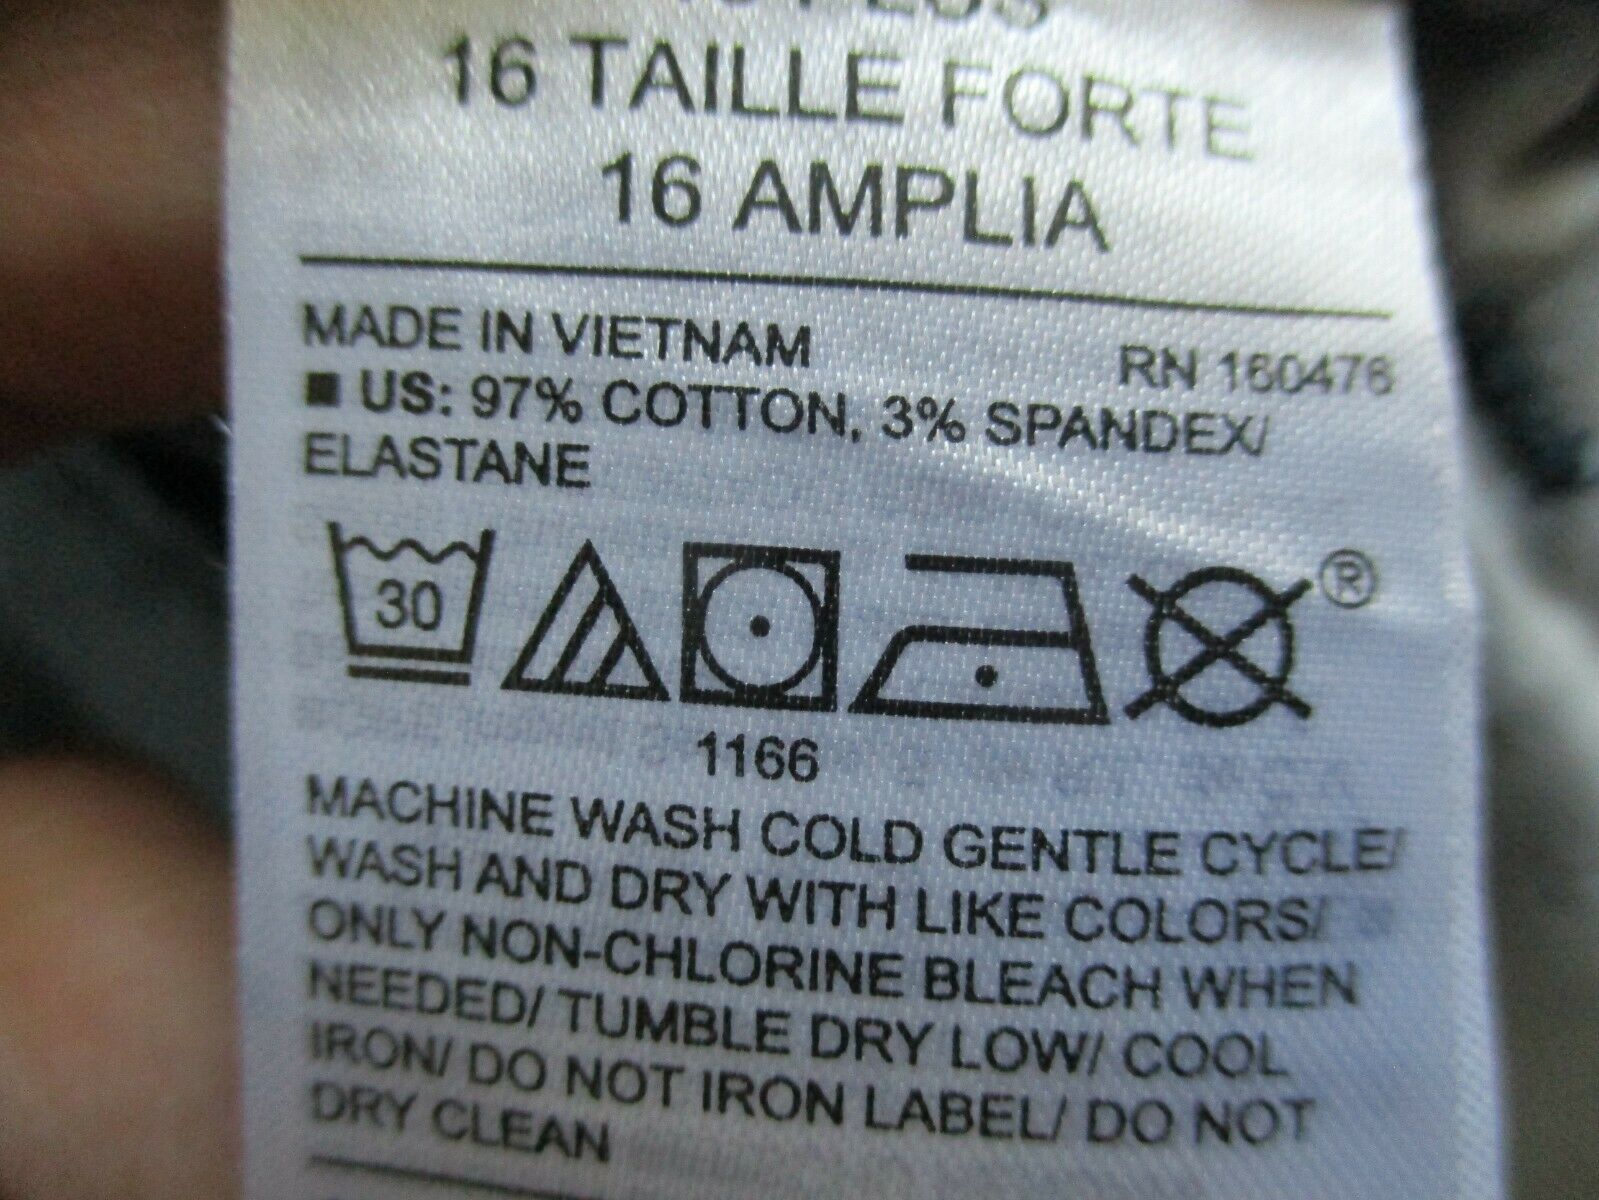 16 TAILLE FORTE
16 AMPLIA
MADE IN VIETNAM RN 160476
■ US: 97% COTTON, 3% SPANDEX/
ELASTANE
30
®
1166
MACHINE WASH COLD GENTLE CYCLE/
WASH AND DRY WITH LIKE COLORS/
ONLY NON-CHLORINE BLEACH WHEN
NEEDED/ TUMBLE DRY LOW/ COOL
IRON/ DO NOT IRON LABEL/ DO NOT
DRY CLEAN